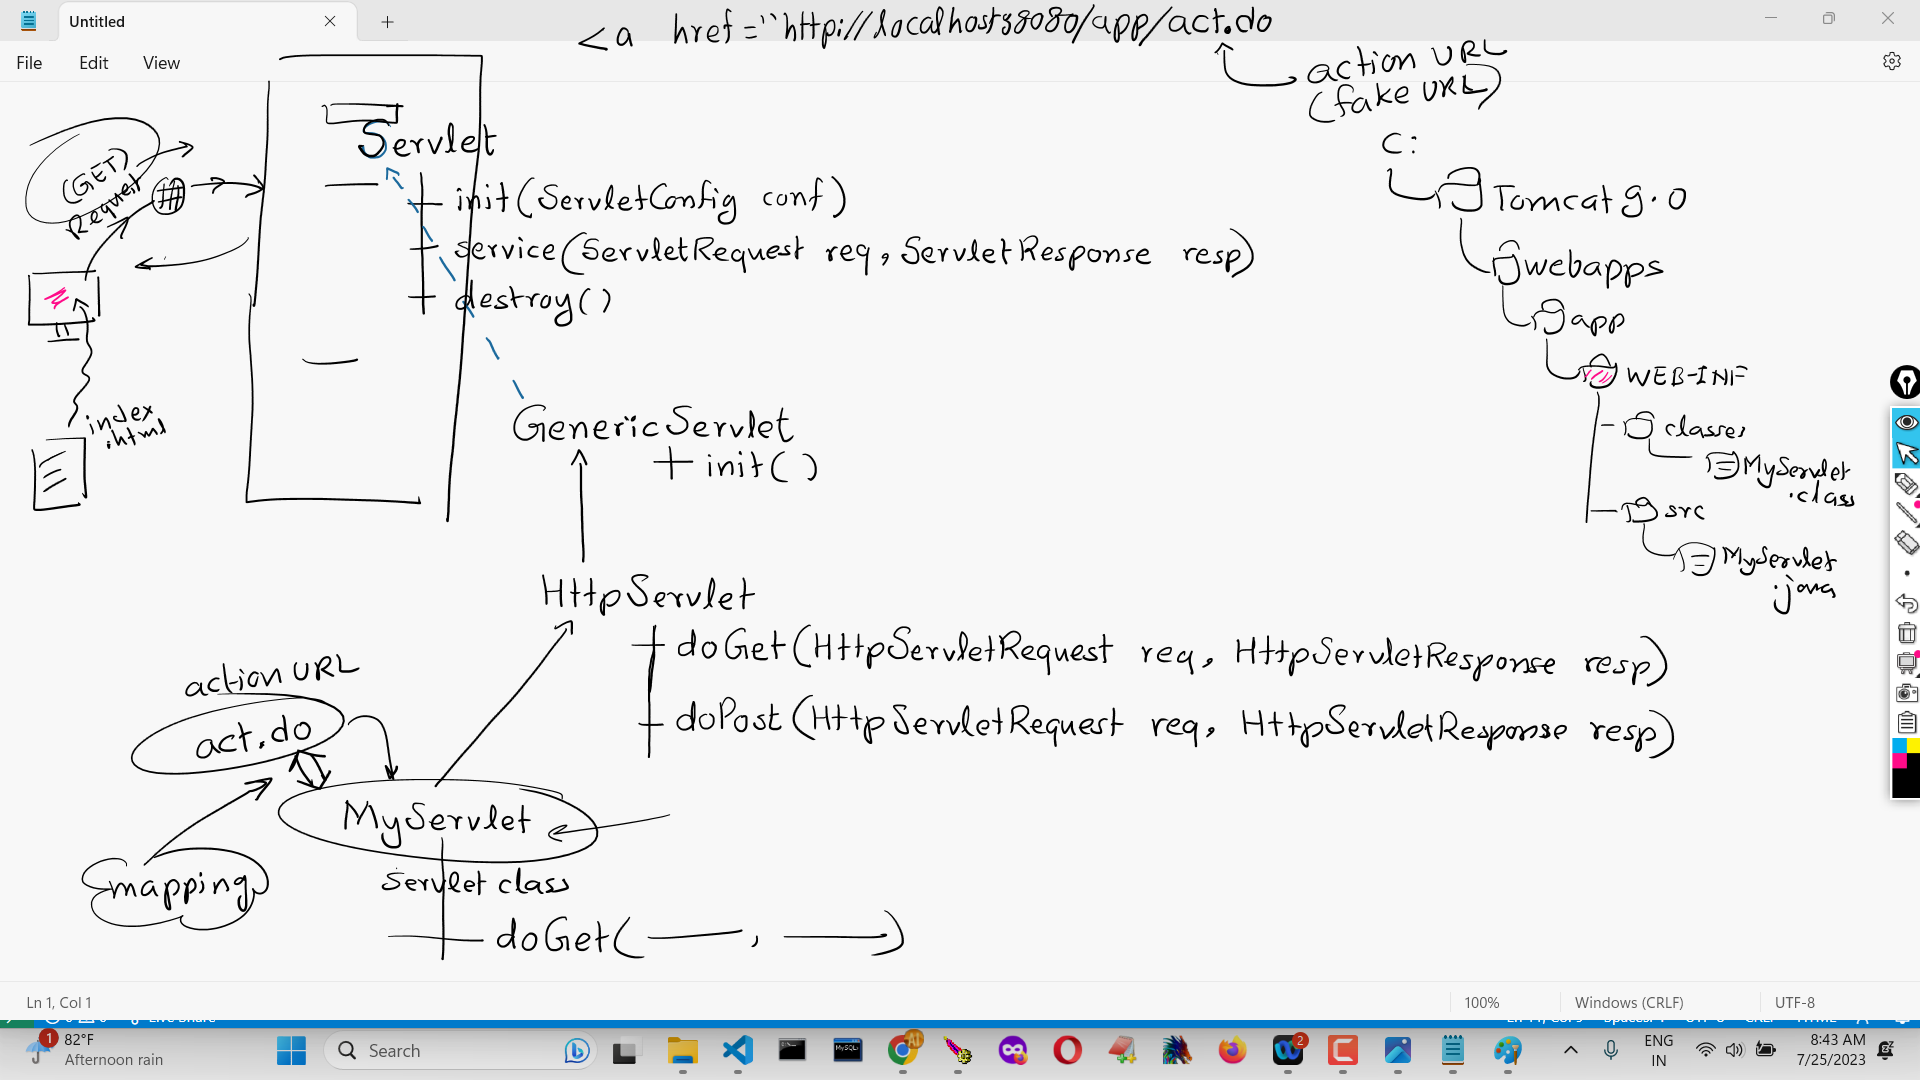 Untitled
<a href="http://localhost:8080/app/act.do
File Edit View
action URL
(fake URL)
(GET)
Request
Servlet
init(ServletConfig conf)
service(ServletRequest req, ServletResponse resp)
destroy()
index
.html
GenericServlet
+ init()
HttpServlet
doGet(HttpServletRequest req, HttpServletResponse resp)
doPost(HttpServletRequest req, HttpServletResponse resp)
action URL
act.do
MyServlet
mapping
Servlet class
doGet( , )
C:
Tomcat 9.0
webapps
app
WEB-INF
classes
MyServlet
.class
src
MyServlet
.java
Ln 1, Col 1
100%
Windows (CRLF)
UTF-8
1
82°F
Afternoon rain
Search
2
ENG
IN
8:43 AM
7/25/2023